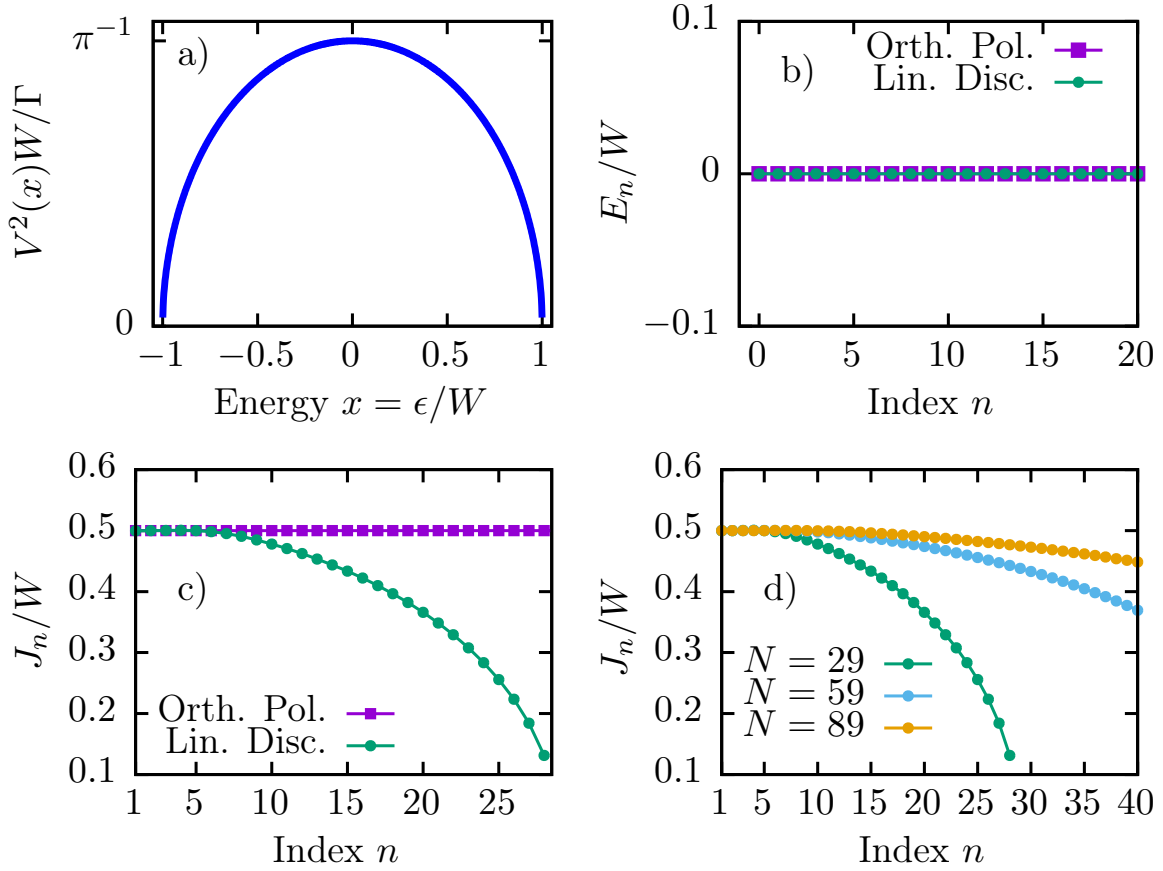 a)
V²(x)W/Γ
π⁻¹
0
−1 −0.5 0 0.5 1
Energy x = ϵ/W
b)
Orth. Pol.
Lin. Disc.
E_n/W
0.1
0
−0.1
0 5 10 15 20
Index n
c)
J_n/W
0.6
0.5
0.4
0.3
0.2
0.1
Orth. Pol.
Lin. Disc.
1 5 10 15 20 25
Index n
d)
J_n/W
0.6
0.5
0.4
0.3
0.2
0.1
N = 29
N = 59
N = 89
1 5 10 15 20 25 30 35 40
Index n